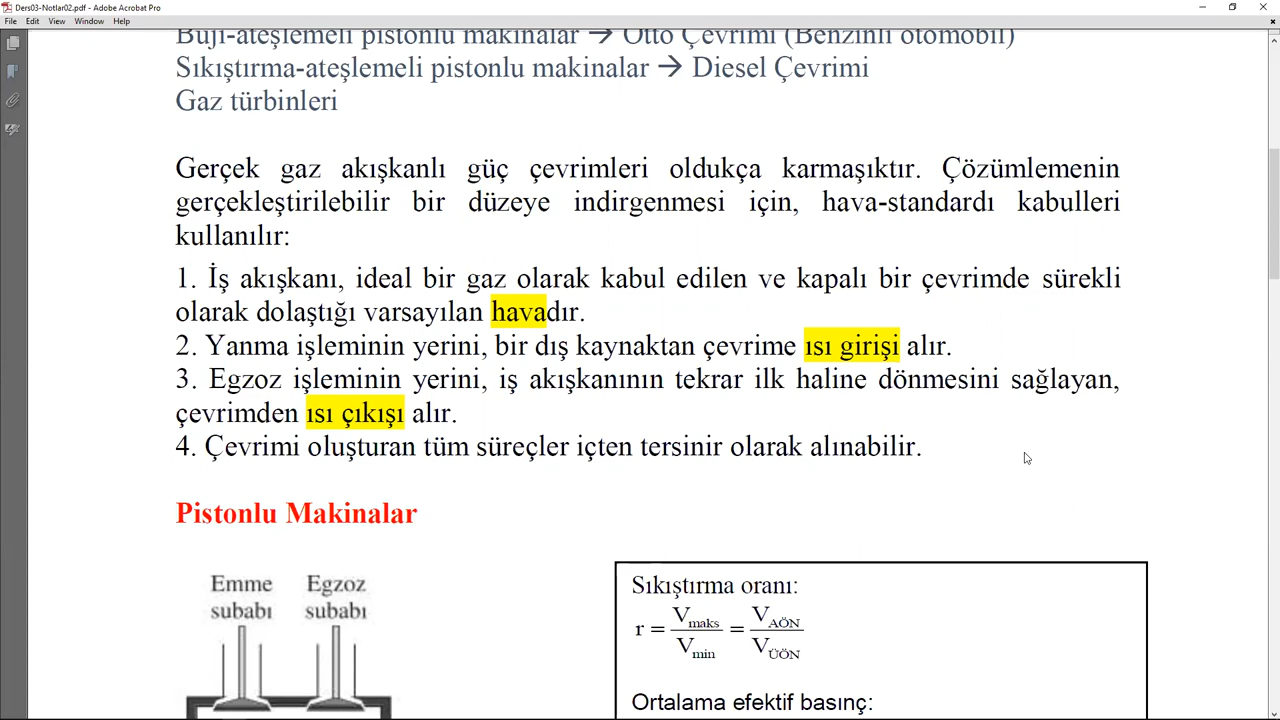 Ders03-Notlar02.pdf - Adobe Acrobat Pro
File Edit View Window Help
Buji-ateşlemeli pistonlu makinalar → Otto Çevrimi (Benzinli otomobil)
Sıkıştırma-ateşlemeli pistonlu makinalar → Diesel Çevrimi
Gaz türbinleri
Gerçek gaz akışkanlı güç çevrimleri oldukça karmaşıktır. Çözümlemenin
gerçekleştirilebilir bir düzeye indirgenmesi için, hava-standardı kabulleri
kullanılır:
1. İş akışkanı, ideal bir gaz olarak kabul edilen ve kapalı bir çevrimde sürekli
olarak dolaştığı varsayılan havadır.
2. Yanma işleminin yerini, bir dış kaynaktan çevrime ısı girişi alır.
3. Egzoz işleminin yerini, iş akışkanının tekrar ilk haline dönmesini sağlayan,
çevrimden ısı çıkışı alır.
4. Çevrimi oluşturan tüm süreçler içten tersinir olarak alınabilir.
Pistonlu Makinalar
Emme subabı
Egzoz subabı
Sıkıştırma oranı:
r = Vmaks / Vmin = VAÖN / VÜÖN
Ortalama efektif basınç: